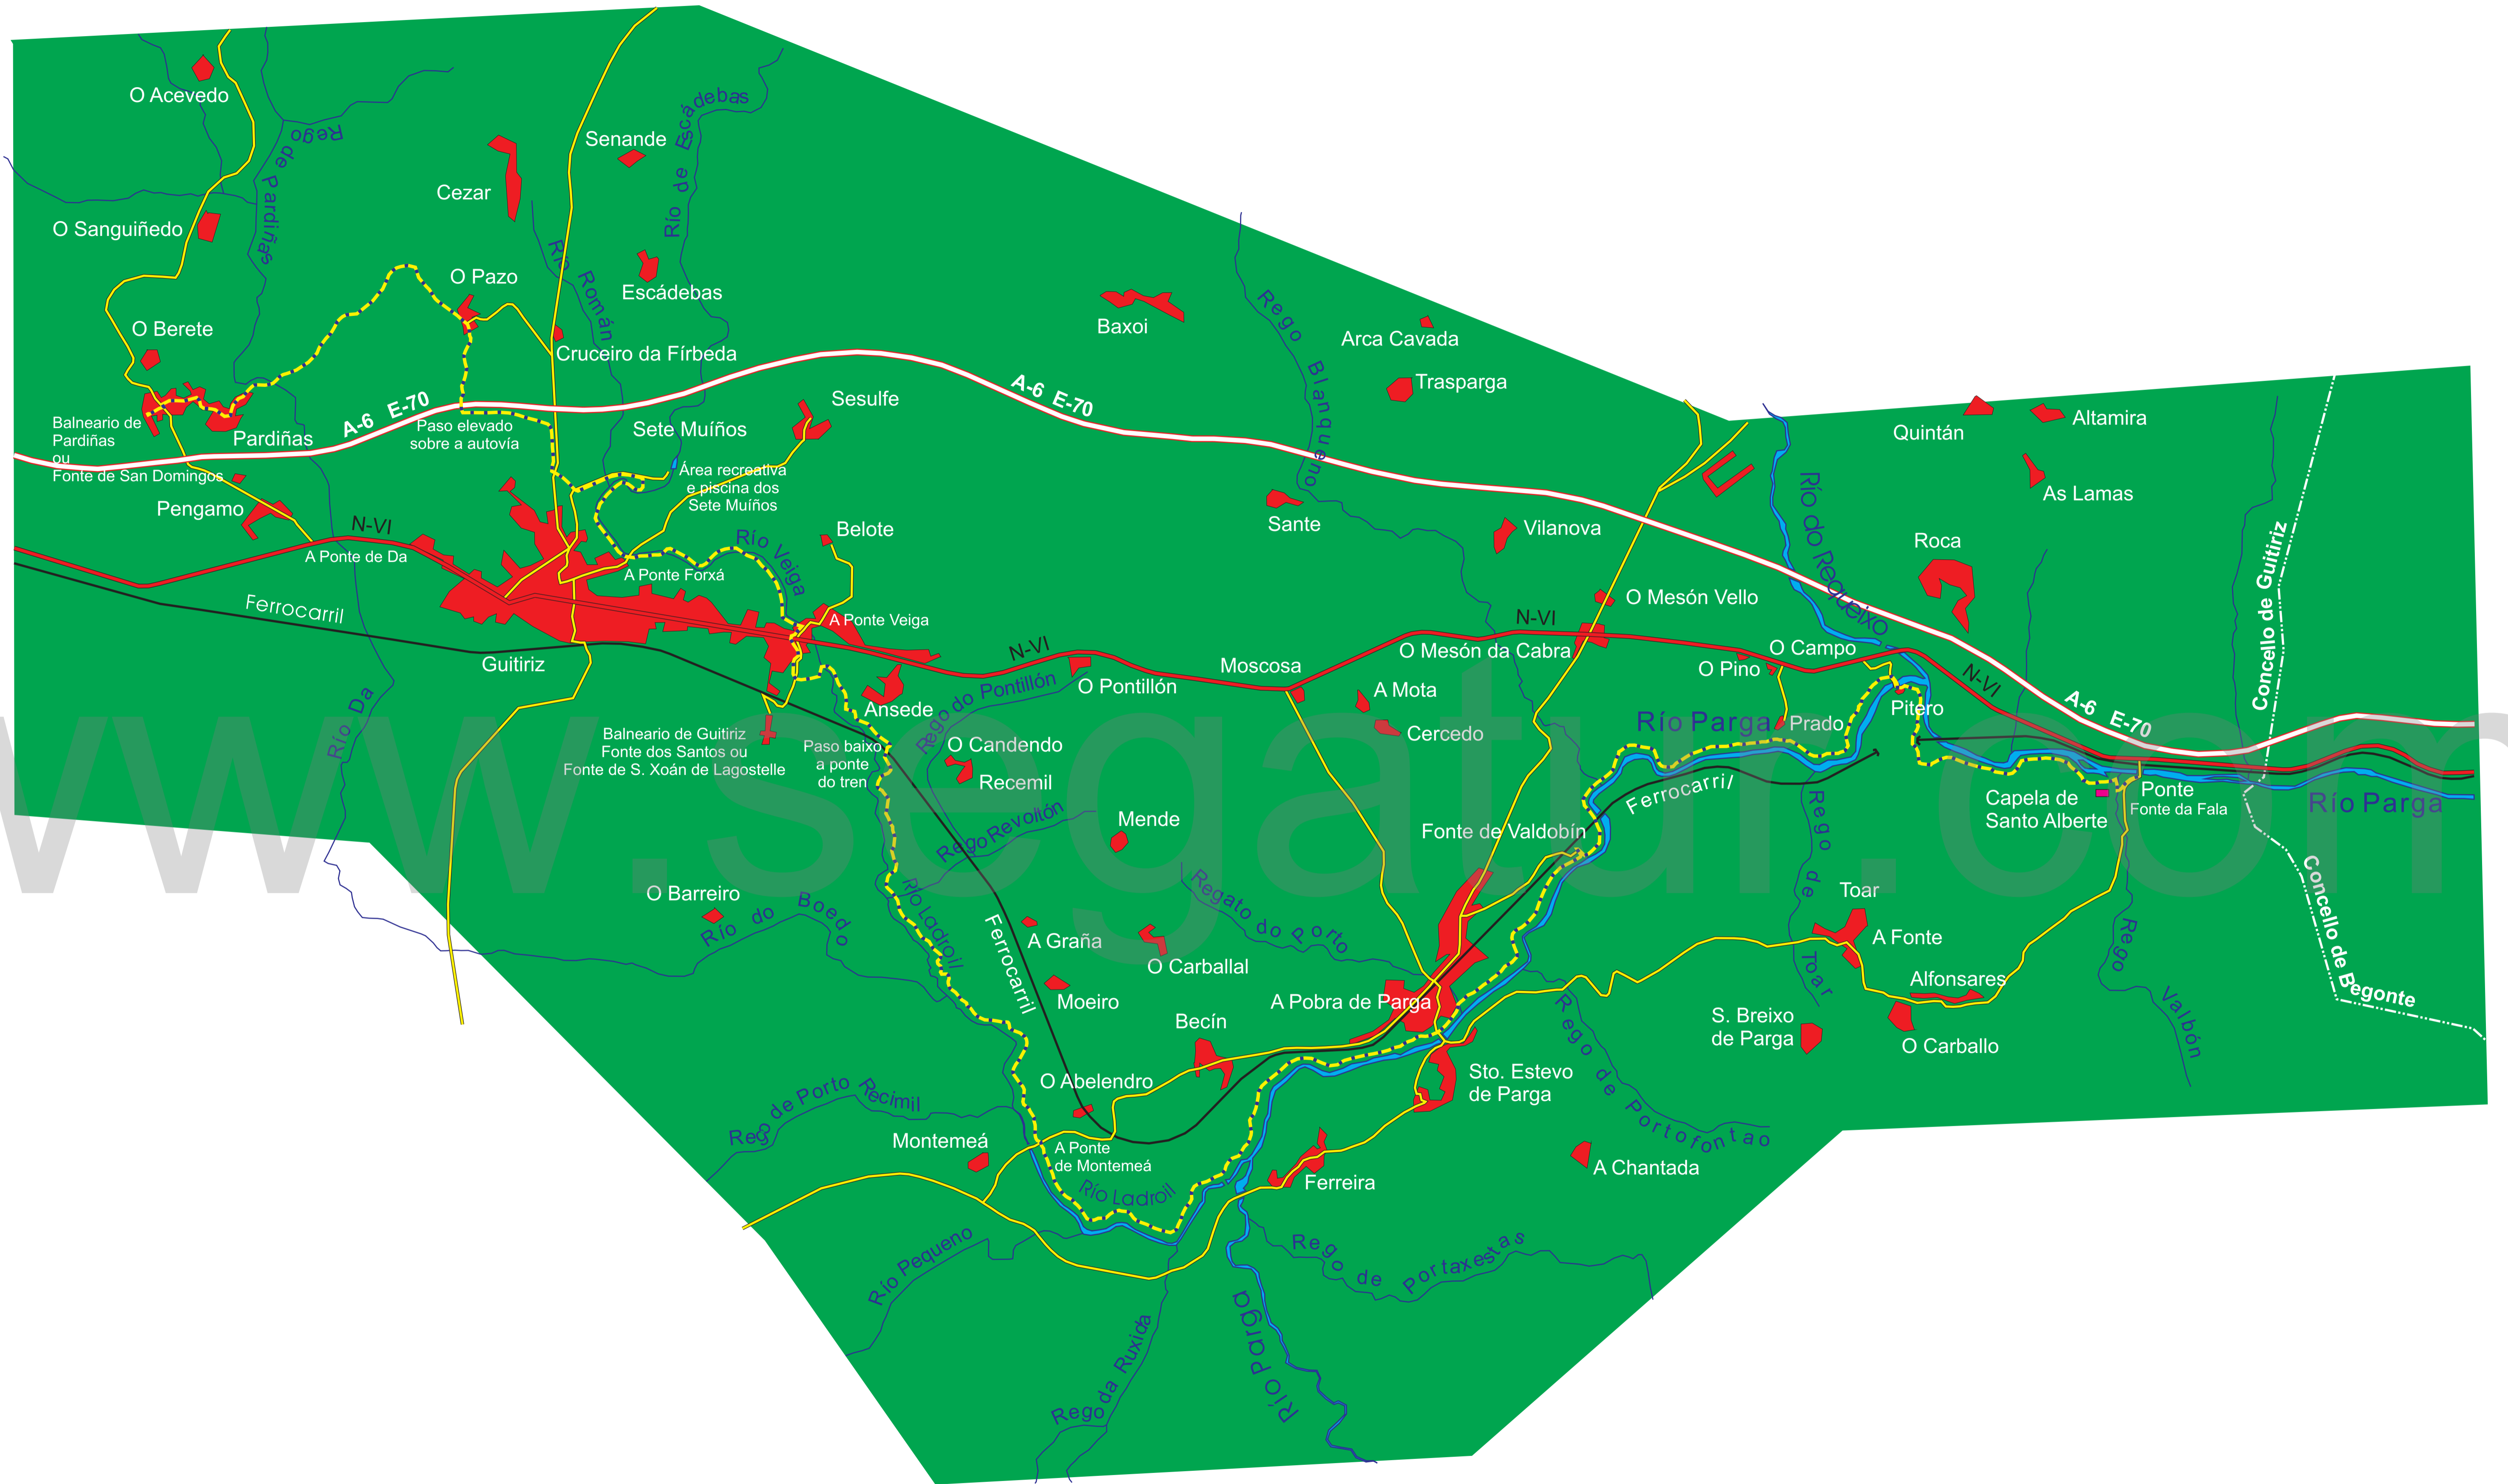 O Acevedo
Rego
de Pardiñas
O Sanguiñedo
Cezar
Senande
Río de Escádebas
Río Román
Escádebas
O Pazo
O Berete
Cruceiro da Fírbeda
Balneario de
Pardiñas
ou
Fonte de San Domingos
Pardiñas
A-6 E-70
Paso elevado
sobre a autovía
Sete Muíños
Sesulfe
Área recreativa
e piscina dos
Sete Muíños
Pengamo
N-VI
A Ponte de Da
Ferrocarril
Río Veiga
Belote
A Ponte Forxá
A Ponte Veiga
Guitiriz
Río Da
Balneario de Guitiriz
Fonte dos Santos ou
Fonte de S. Xoán de Lagostelle
Paso baixo
a ponte
do tren
Ansede
N-VI
Rego do Pontillón
O Pontillón
O Candendo
Recemil
Rego Revoltón
Mende
Baxoi
A-6 E-70
Rego Blanqueno
Arca Cavada
Trasparga
Sante
Vilanova
O Mesón Vello
N-VI
O Mesón da Cabra
Moscosa
A Mota
Cercedo
O Pino
O Campo
Río do Requeixo
Quintán
Altamira
As Lamas
Roca
Concello de Guitiriz
N-VI
A-6 E-70
Pitero
Prado
Río Parga
Ferrocarril
Fonte de Valdobín
Capela de
Santo Alberte
Ponte
Fonte da Fala
Río Parga
Concello de Begonte
Rego de Toar
Toar
A Fonte
Alfonsares
S. Breixo
de Parga
O Carballo
Rego
Valbón
O Barreiro
Río do Boedo
Río Ladroil
Ferrocarril
A Graña
O Carballal
Regato do Porto
Moeiro
A Pobra de Parga
Becín
O Abelendro
Sto. Estevo
de Parga
Rego de Portofontao
A Chantada
Rego de Porto Recimil
Montemeá
A Ponte
de Montemeá
Río Ladroil
Ferreira
Río Pequeno
Rego de Portaxestas
Rego da Ruxida
Río Parga
www.segatur.com